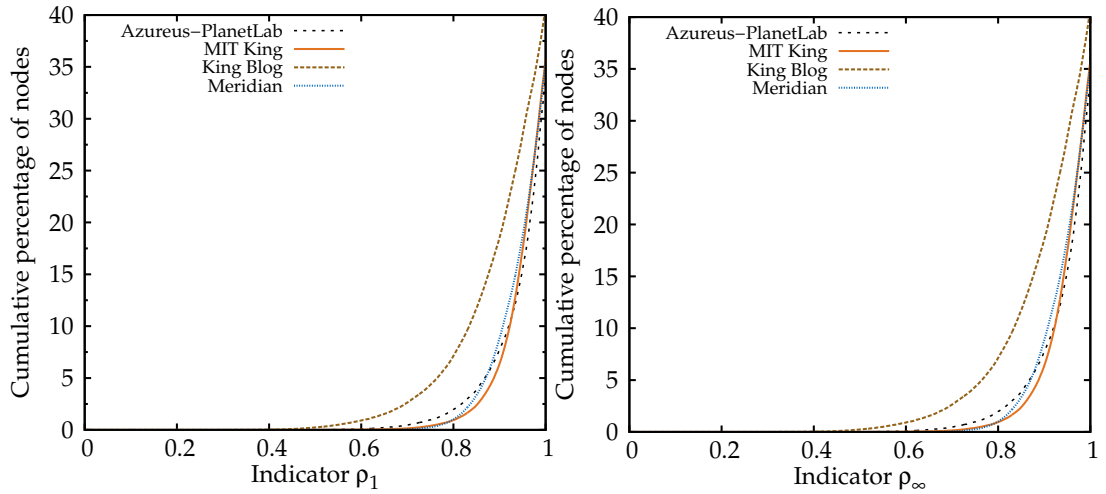 Cumulative percentage of nodes
40
35
30
25
20
15
10
5
0
Azureus−PlanetLab
MIT King
King Blog
Meridian
0 0.2 0.4 0.6 0.8 1
Indicator ρ1
Cumulative percentage of nodes
40
35
30
25
20
15
10
5
0
Azureus−PlanetLab
MIT King
King Blog
Meridian
0 0.2 0.4 0.6 0.8 1
Indicator ρ∞